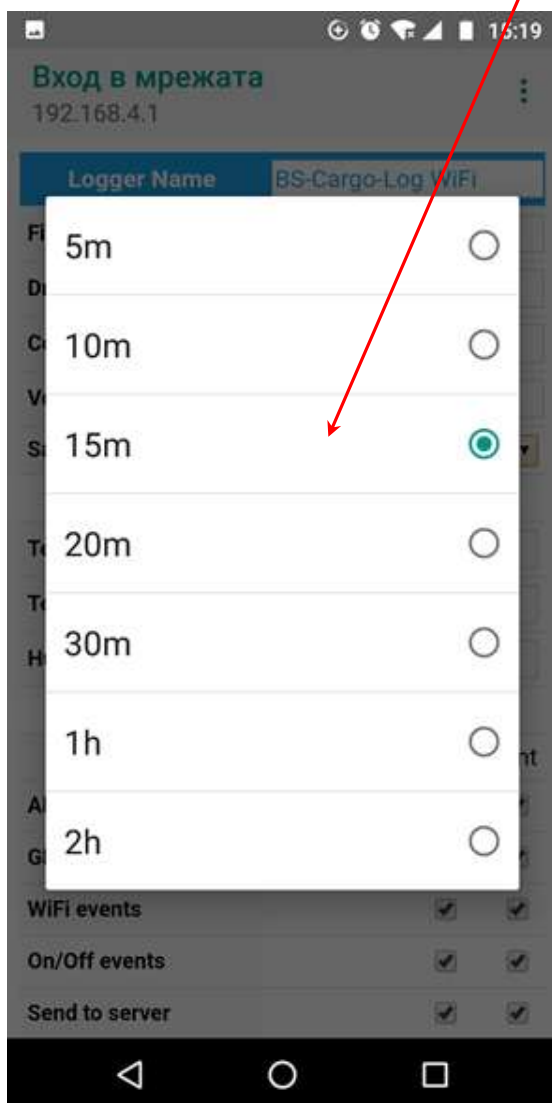 15:19
Вход в мрежата
192.168.4.1
Logger Name BS-Cargo-Log WiFi
5m
10m
15m
20m
30m
1h
2h
WiFi events
On/Off events
Send to server